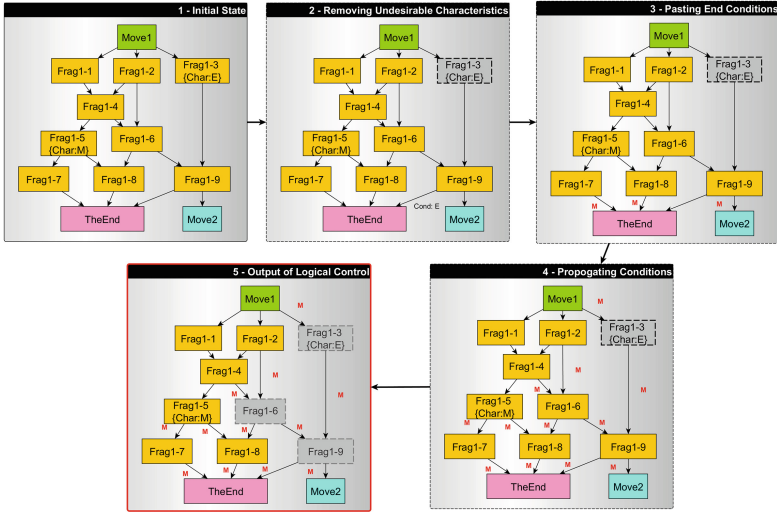 1 - Initial State
Move1
Frag1-1
Frag1-2
Frag1-3
{Char:E}
Frag1-4
Frag1-5
{Char:M}
Frag1-6
Frag1-7
Frag1-8
Frag1-9
TheEnd
Move2
2 - Removing Undesirable Characteristics
Move1
Frag1-1
Frag1-2
Frag1-3
{Char:E}
Frag1-4
Frag1-5
{Char:M}
Frag1-6
Frag1-7
Frag1-8
Frag1-9
Cond: E
TheEnd
Move2
3 - Pasting End Conditions
Move1
Frag1-1
Frag1-2
Frag1-3
{Char:E}
Frag1-4
Frag1-5
{Char:M}
Frag1-6
Frag1-7
Frag1-8
Frag1-9
M
M
M
TheEnd
Move2
4 - Propogating Conditions
Move1
M
Frag1-1
Frag1-2
Frag1-3
{Char:E}
Frag1-4
M
M
M
Frag1-5
{Char:M}
Frag1-6
M
M
M
M
Frag1-7
Frag1-8
Frag1-9
M
M
M
M
TheEnd
Move2
5 - Output of Logical Control
Move1
M
Frag1-1
Frag1-2
Frag1-3
{Char:E}
Frag1-4
M
M
M
Frag1-5
{Char:M}
Frag1-6
M
M
M
M
Frag1-7
Frag1-8
Frag1-9
M
M
M
M
TheEnd
Move2